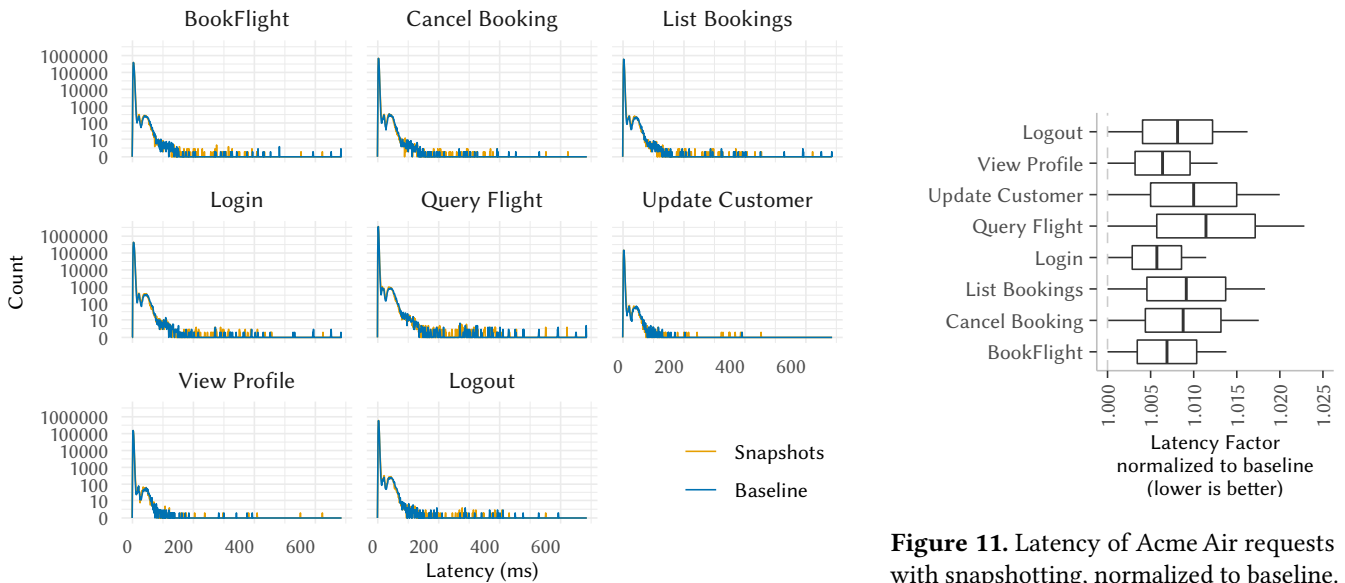 BookFlight
Cancel Booking
List Bookings
1000000
100000
10000
1000
100
10
0
Login
Query Flight
Update Customer
1000000
100000
10000
1000
100
10
0
0 200 400 600
Count
View Profile
Logout
1000000
100000
10000
1000
100
10
0
0 200 400 600
0 200 400 600
Latency (ms)
Snapshots
Baseline
Logout
View Profile
Update Customer
Query Flight
Login
List Bookings
Cancel Booking
BookFlight
1.000
1.005
1.010
1.015
1.020
1.025
Latency Factor
normalized to baseline
(lower is better)
Figure 11. Latency of Acme Air requests
with snapshotting, normalized to baseline.